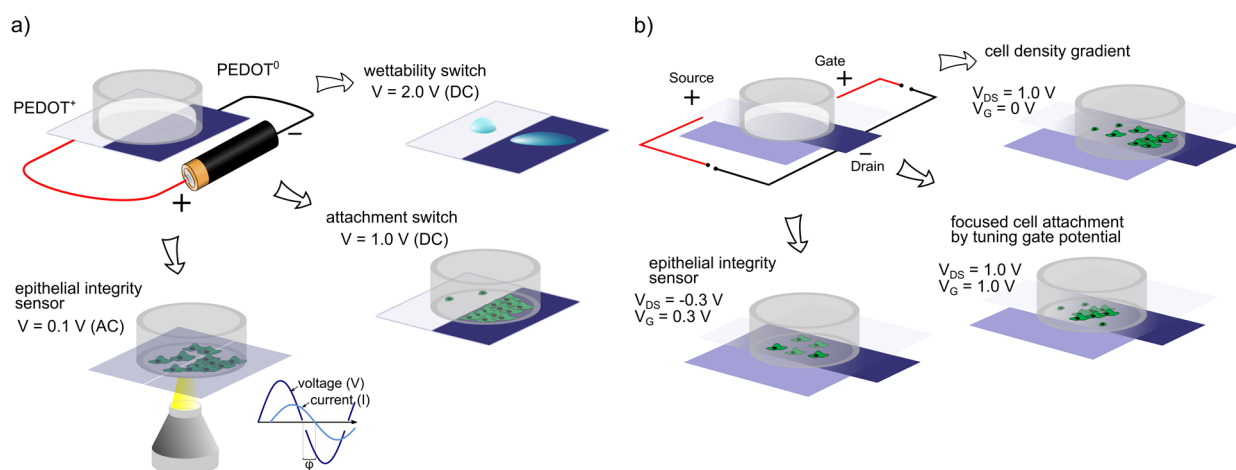 a)
PEDOT⁺
PEDOT⁰
+
−
wettability switch
V = 2.0 V (DC)
attachment switch
V = 1.0 V (DC)
epithelial integrity
sensor
V = 0.1 V (AC)
voltage (V)
current (I)
φ
b)
Source
+
Gate
+
−
Drain
cell density gradient
V_DS = 1.0 V
V_G = 0 V
focused cell attachment
by tuning gate potential
V_DS = 1.0 V
V_G = 1.0 V
epithelial integrity
sensor
V_DS = -0.3 V
V_G = 0.3 V